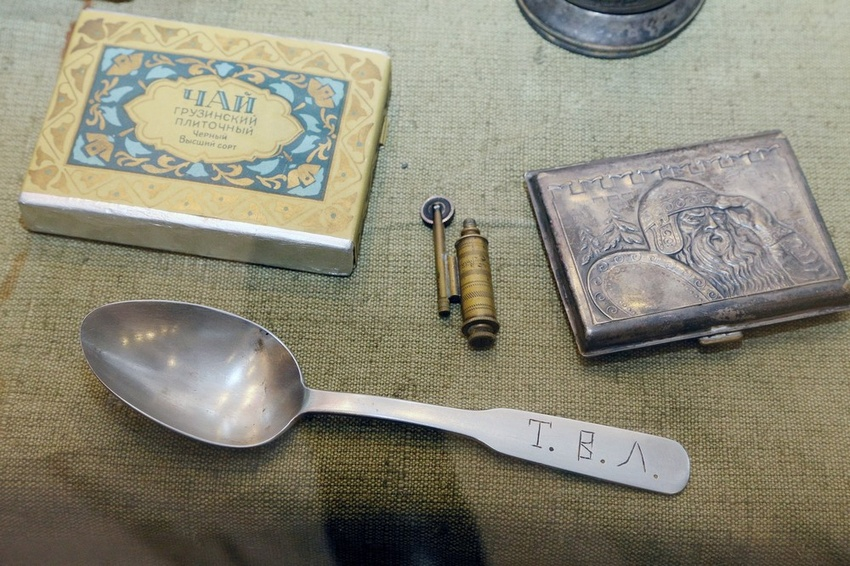 ЧАЙ
ГРУЗИНСКИЙ
ПЛИТОЧНЫЙ
Черный
Высший сорт
Т. В. Л.